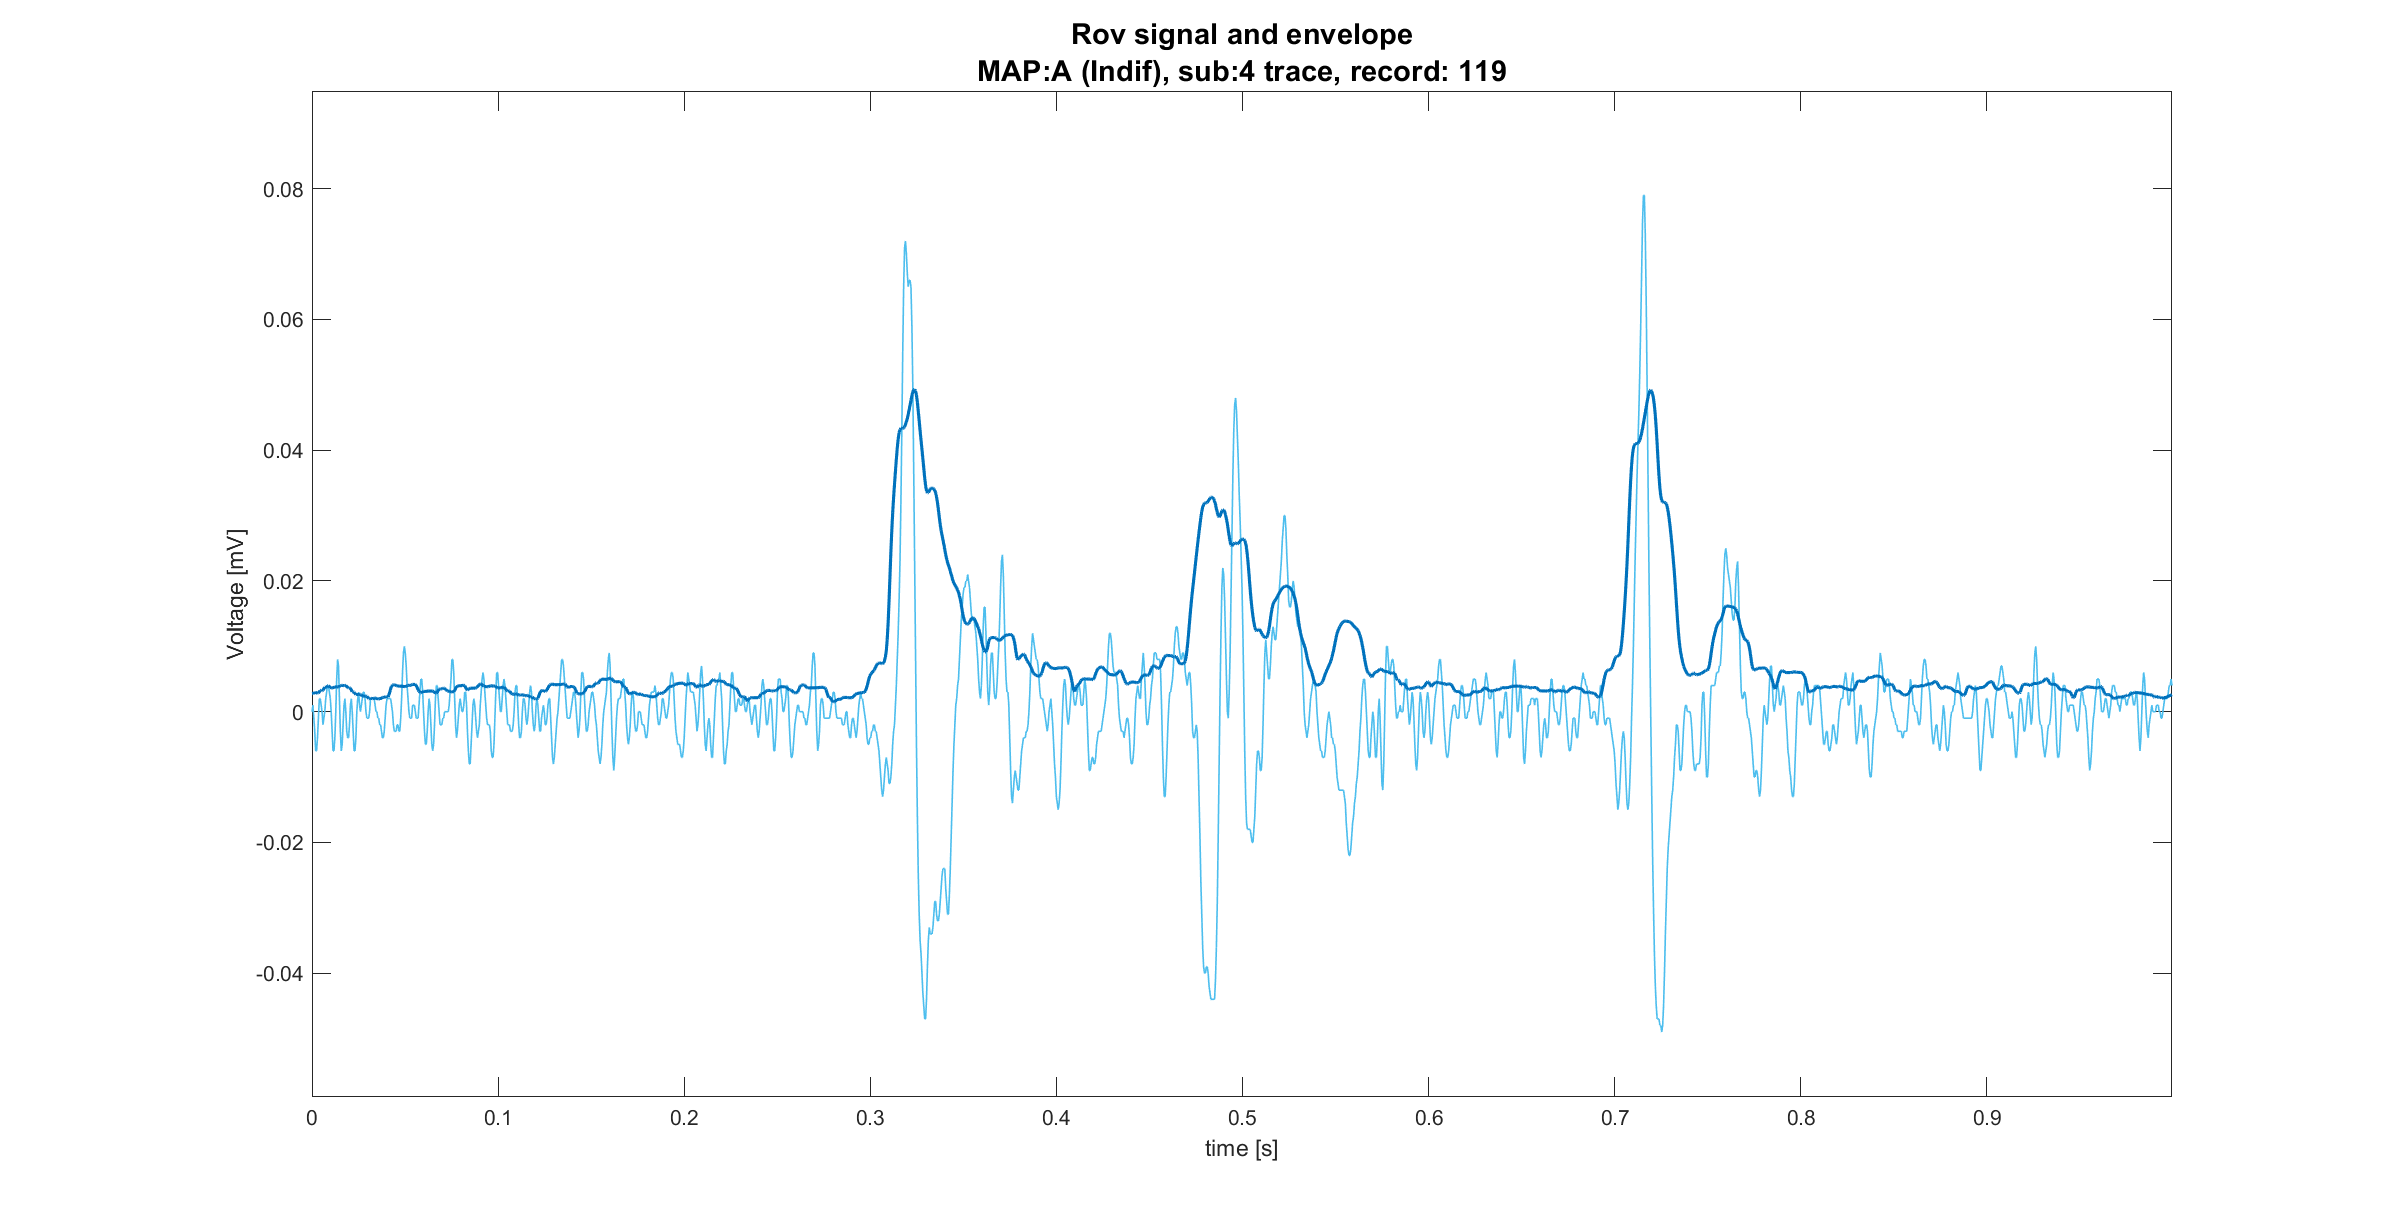 Rov signal and envelope
MAP:A (Indif), sub:4 trace, record: 119
Voltage [mV]
0.08
0.06
0.04
0.02
0
-0.02
-0.04
0 0.1 0.2 0.3 0.4 0.5 0.6 0.7 0.8 0.9
time [s]